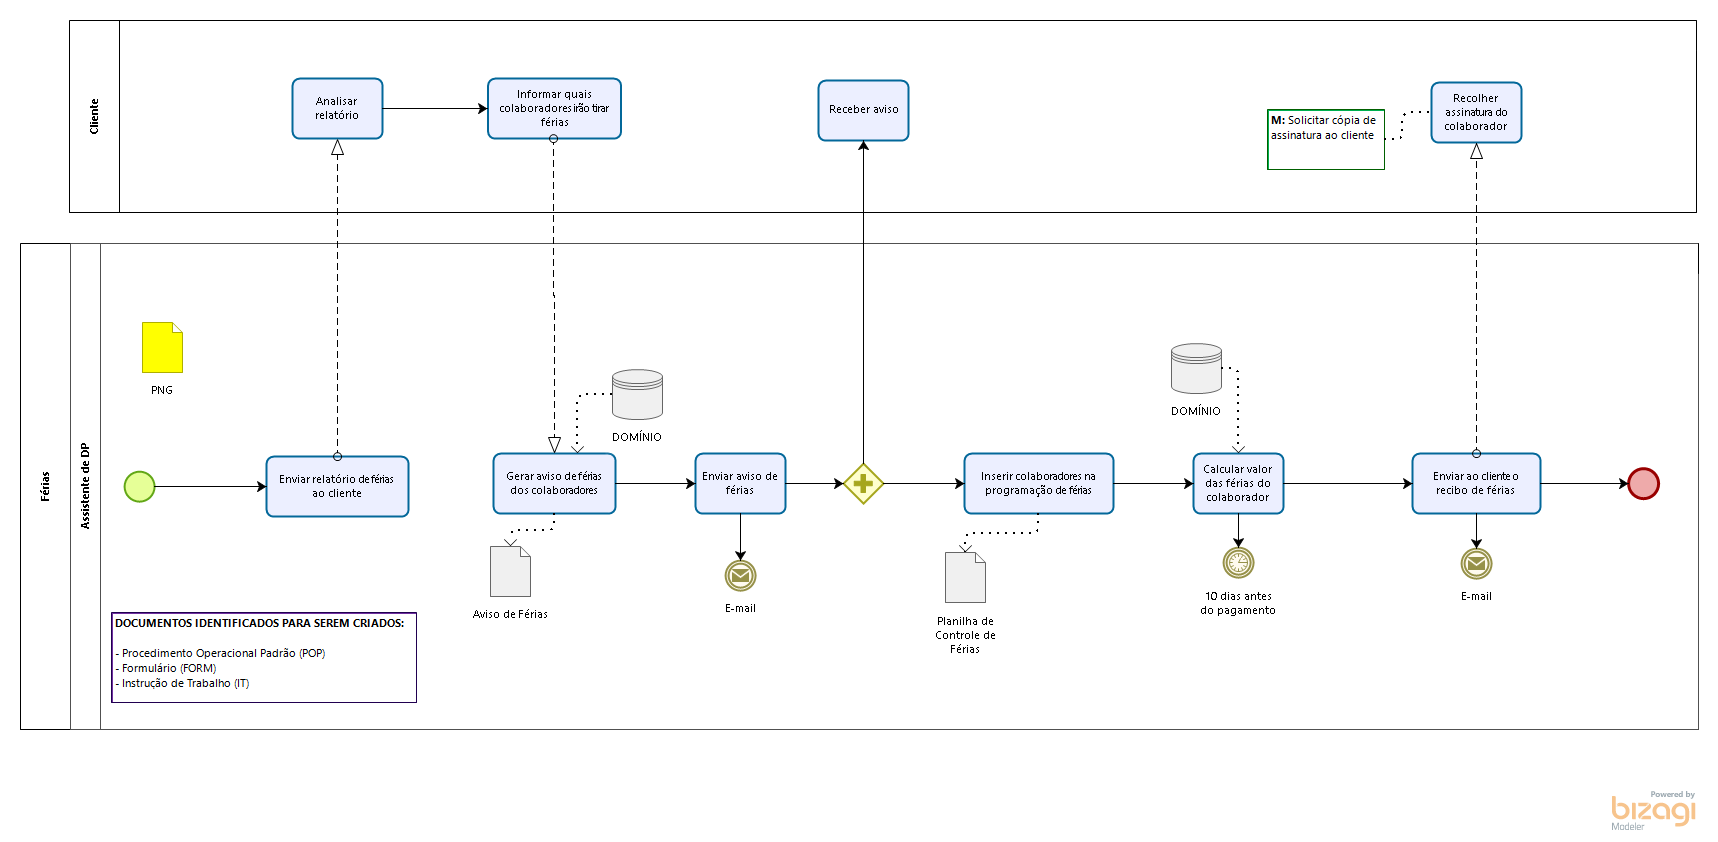 Cliente
Analisar
relatório
Informar quais
colaboradores irão tirar
férias
Receber aviso
M: Solicitar cópia de
assinatura ao cliente
Recolher
assinatura do
colaborador
Férias
Assistente de DP
PNG
DOMÍNIO
DOMÍNIO
Enviar relatório de férias
ao cliente
Gerar aviso de férias
dos colaboradores
Enviar aviso de
férias
Inserir colaboradores na
programação de férias
Calcular valor
das férias do
colaborador
Enviar ao cliente o
recibo de férias
Aviso de Férias
E-mail
Planilha de
Controle de
Férias
10 dias antes
do pagamento
E-mail
DOCUMENTOS IDENTIFICADOS PARA SEREM CRIADOS:
- Procedimento Operacional Padrão (POP)
- Formulário (FORM)
- Instrução de Trabalho (IT)
Powered by
bizagi
Modeler